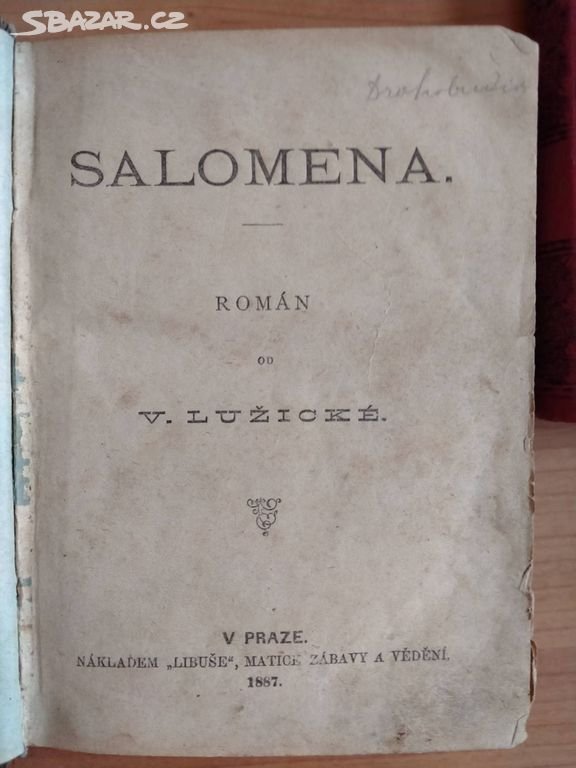 SBAZAR.CZ
SALOMENA.
ROMÁN
OD
V. LUŽICKÉ.
V PRAZE.
NÁKLADEM „LIBUŠE“, MATICE ZÁBAVY A VĚDĚNÍ.
1887.